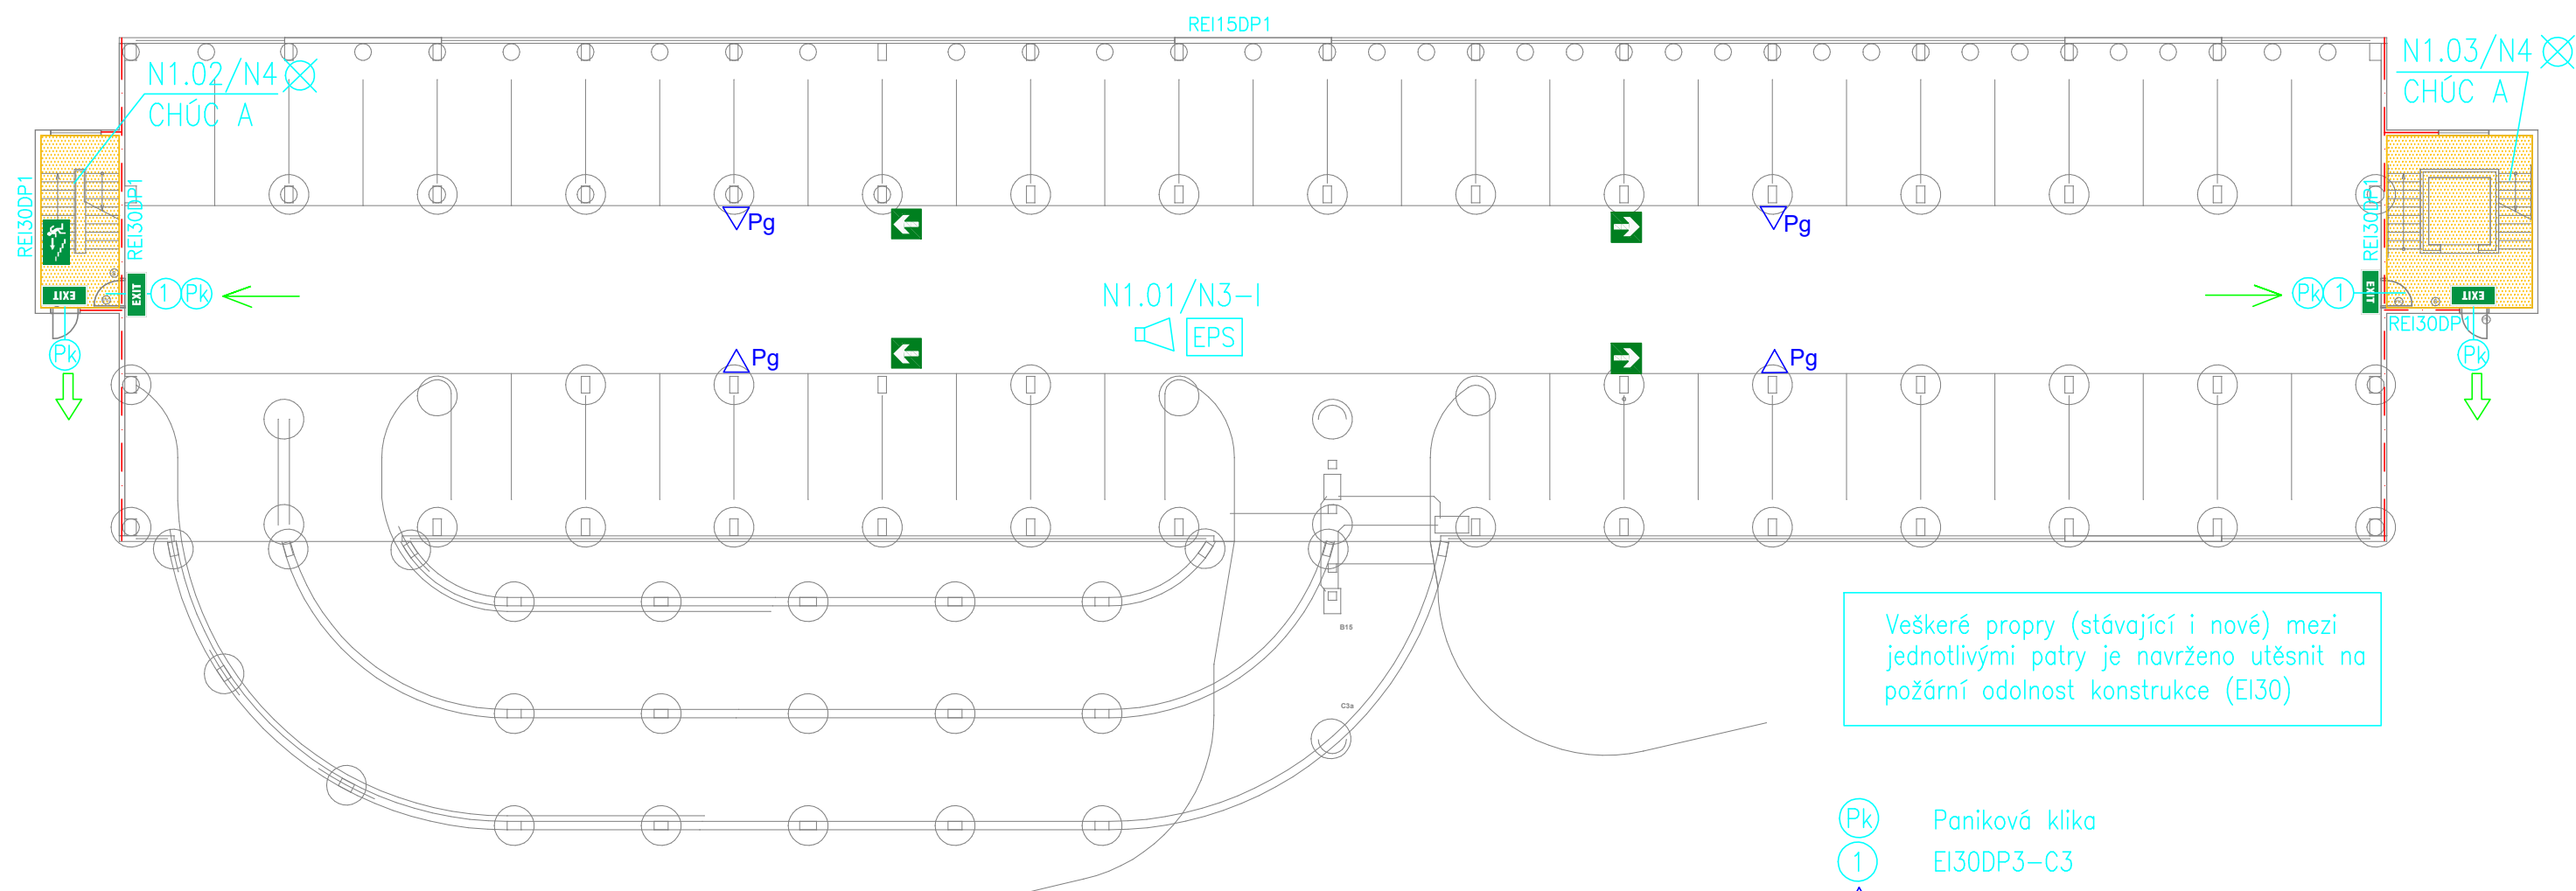 REI15DP1
N1.02/N4
CHÚC A
N1.03/N4
CHÚC A
REI30DP1
REI30DP1
REI30DP1
Pg
Pg
EXIT
EXIT
1
Pk
N1.01/N3-I
EPS
Pk
1
EXIT
EXIT
REI30DP1
Pk
Pg
Pg
Pk
B15
Veškeré propry (stávající i nové) mezi
jednotlivými patry je navrženo utěsnit na
požární odolnost konstrukce (EI30)
C3a
Pk Paniková klika
1 EI30DP3-C3